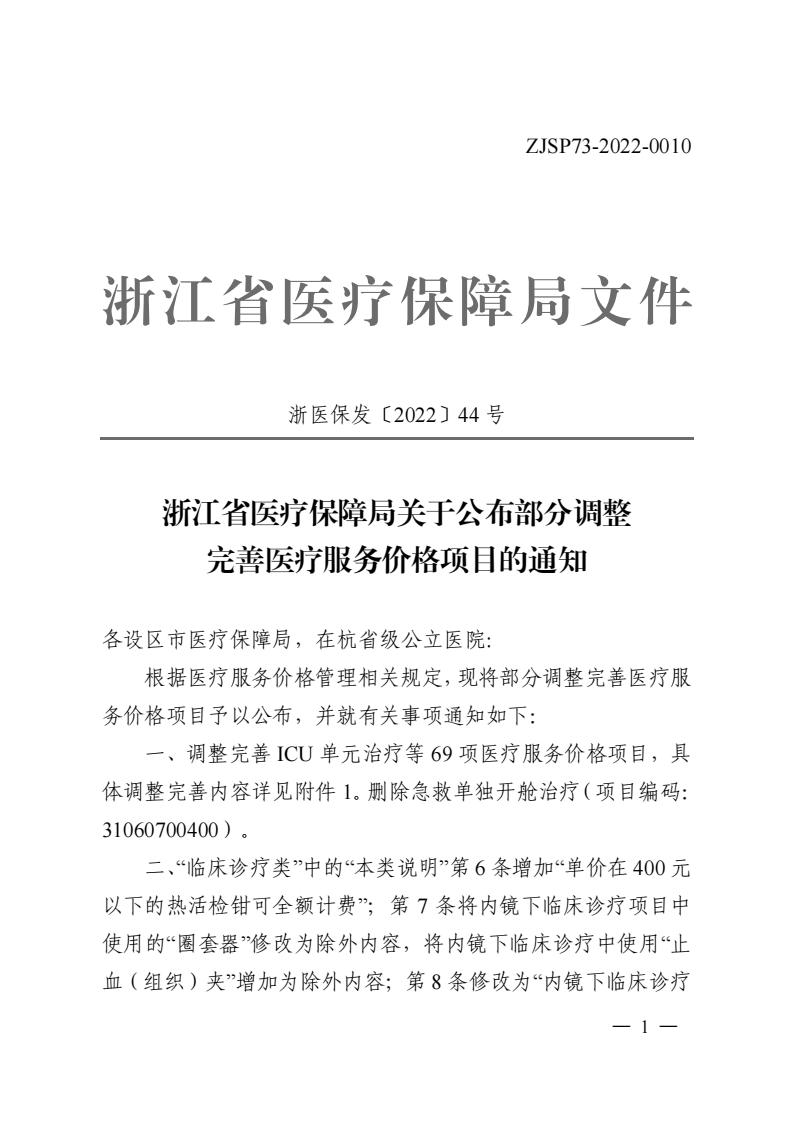 ZJSP73-2022-0010
浙江省医疗保障局文件
浙医保发〔2022〕44 号
浙江省医疗保障局关于公布部分调整
完善医疗服务价格项目的通知
各设区市医疗保障局，在杭省级公立医院：
根据医疗服务价格管理相关规定，现将部分调整完善医疗服
务价格项目予以公布，并就有关事项通知如下：
一、调整完善 ICU 单元治疗等 69 项医疗服务价格项目，具
体调整完善内容详见附件 1。删除急救单独开舱治疗（项目编码：
31060700400）。
二、“临床诊疗类”中的“本类说明”第 6 条增加“单价在 400 元
以下的热活检钳可全额计费”；第 7 条将内镜下临床诊疗项目中
使用的“圈套器”修改为除外内容，将内镜下临床诊疗中使用“止
血（组织）夹”增加为除外内容；第 8 条修改为“内镜下临床诊疗
— 1 —